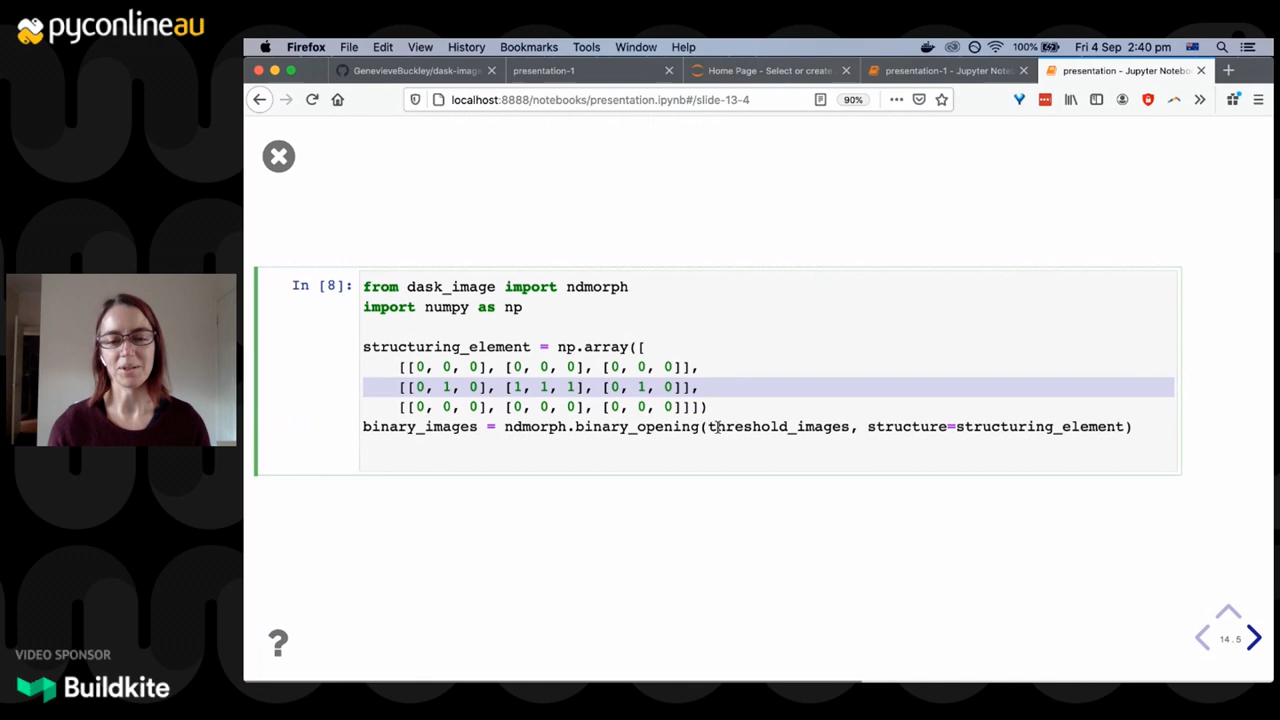 pyconlineau
Firefox File Edit View History Bookmarks Tools Window Help 100% Fri 4 Sep 2:40 pm
GenevieveBuckley/dask-image presentation-1 Home Page - Select or create presentation-1 - Jupyter Note presentation - Jupyter Notebo
localhost:8888/notebooks/presentation.ipynb#/slide-13-4 90%
In [8]: from dask_image import ndmorph
import numpy as np
structuring_element = np.array([
[[0, 0, 0], [0, 0, 0], [0, 0, 0]],
[[0, 1, 0], [1, 1, 1], [0, 1, 0]],
[[0, 0, 0], [0, 0, 0], [0, 0, 0]]])
binary_images = ndmorph.binary_opening(threshold_images, structure=structuring_element)
?
14.5
VIDEO SPONSOR
Buildkite